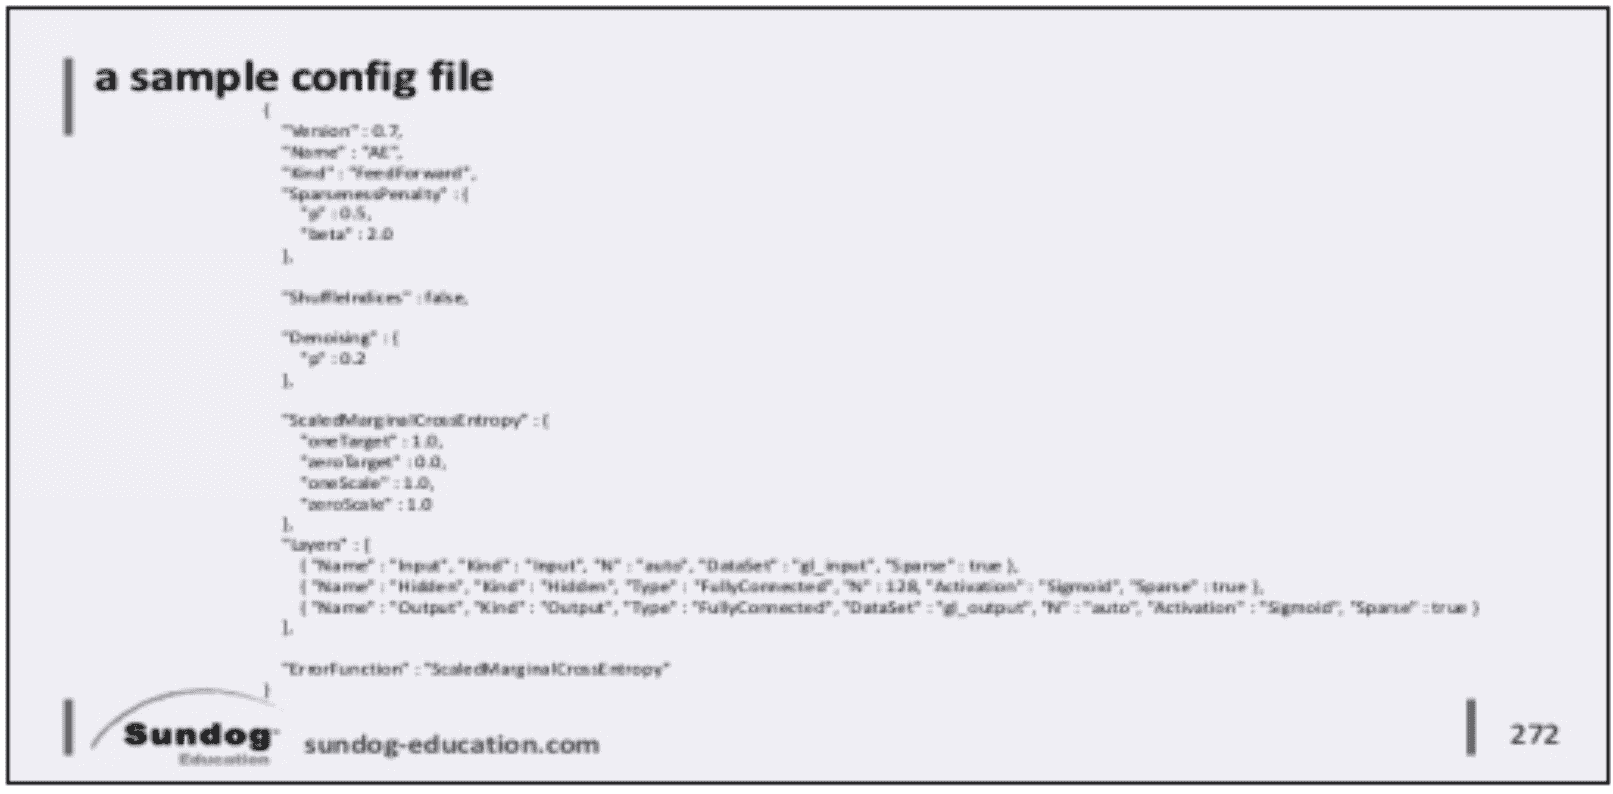 a sample config file
{
"Version" : 0.7,
"Name" : "AE",
"Kind" : "FeedForward",
"SparsenessPenalty" : {
"p" : 0.5,
"beta" : 2.0
},
"ShuffleIndices" : false,
"Denoising" : {
"p" : 0.2
},
"ScaledMarginalCrossEntropy" : {
"oneTarget" : 1.0,
"zeroTarget" : 0.0,
"oneScale" : 1.0,
"zeroScale" : 1.0
},
"Layers" : [
{ "Name" : "Input", "Kind" : "Input", "N" : "auto", "DataSet" : "gl_input", "Sparse" : true },
{ "Name" : "Hidden", "Kind" : "Hidden", "Type" : "FullyConnected", "N" : 128, "Activation" : "Sigmoid", "Sparse" : true },
{ "Name" : "Output", "Kind" : "Output", "Type" : "FullyConnected", "DataSet" : "gl_output", "N" : "auto", "Activation" : "Sigmoid", "Sparse" : true }
],
"ErrorFunction" : "ScaledMarginalCrossEntropy"
}
Sundog
Education
sundog-education.com
272